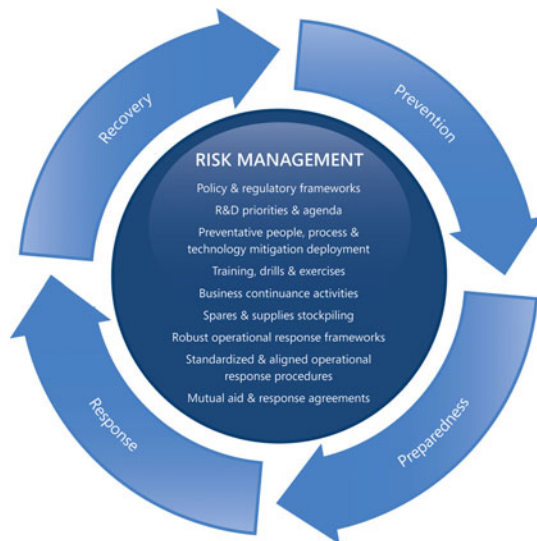 Recovery
Prevention
RISK MANAGEMENT
Policy & regulatory frameworks
R&D priorities & agenda
Preventative people, process &
technology mitigation deployment
Training, drills & exercises
Business continuance activities
Spares & supplies stockpiling
Robust operational response frameworks
Standardized & aligned operational
response procedures
Mutual aid & response agreements
Response
Preparedness